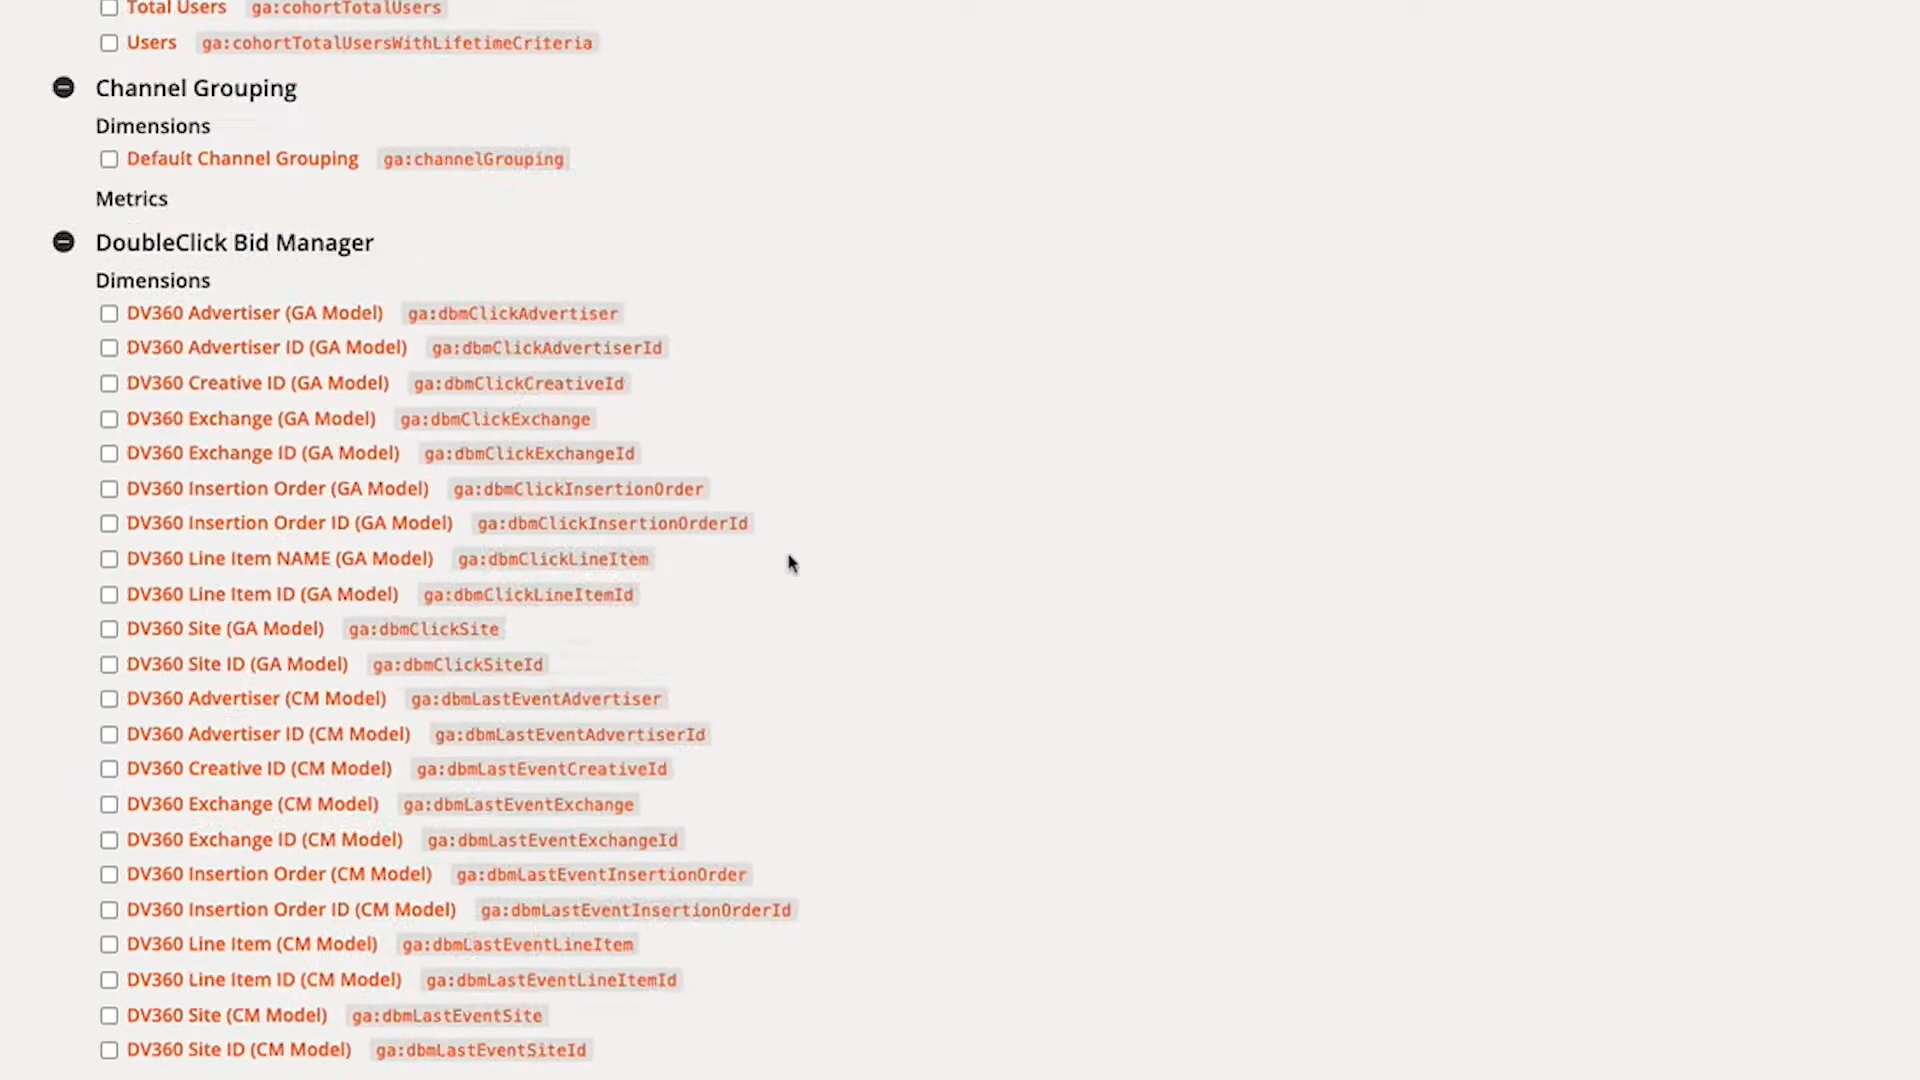 Total Users ga:cohortTotalUsers
Users ga:cohortTotalUsersWithLifetimeCriteria
Channel Grouping
Dimensions
Default Channel Grouping ga:channelGrouping
Metrics
DoubleClick Bid Manager
Dimensions
DV360 Advertiser (GA Model) ga:dbmClickAdvertiser
DV360 Advertiser ID (GA Model) ga:dbmClickAdvertiserId
DV360 Creative ID (GA Model) ga:dbmClickCreativeId
DV360 Exchange (GA Model) ga:dbmClickExchange
DV360 Exchange ID (GA Model) ga:dbmClickExchangeId
DV360 Insertion Order (GA Model) ga:dbmClickInsertionOrder
DV360 Insertion Order ID (GA Model) ga:dbmClickInsertionOrderId
DV360 Line Item NAME (GA Model) ga:dbmClickLineItem
DV360 Line Item ID (GA Model) ga:dbmClickLineItemId
DV360 Site (GA Model) ga:dbmClickSite
DV360 Site ID (GA Model) ga:dbmClickSiteId
DV360 Advertiser (CM Model) ga:dbmLastEventAdvertiser
DV360 Advertiser ID (CM Model) ga:dbmLastEventAdvertiserId
DV360 Creative ID (CM Model) ga:dbmLastEventCreativeId
DV360 Exchange (CM Model) ga:dbmLastEventExchange
DV360 Exchange ID (CM Model) ga:dbmLastEventExchangeId
DV360 Insertion Order (CM Model) ga:dbmLastEventInsertionOrder
DV360 Insertion Order ID (CM Model) ga:dbmLastEventInsertionOrderId
DV360 Line Item (CM Model) ga:dbmLastEventLineItem
DV360 Line Item ID (CM Model) ga:dbmLastEventLineItemId
DV360 Site (CM Model) ga:dbmLastEventSite
DV360 Site ID (CM Model) ga:dbmLastEventSiteId